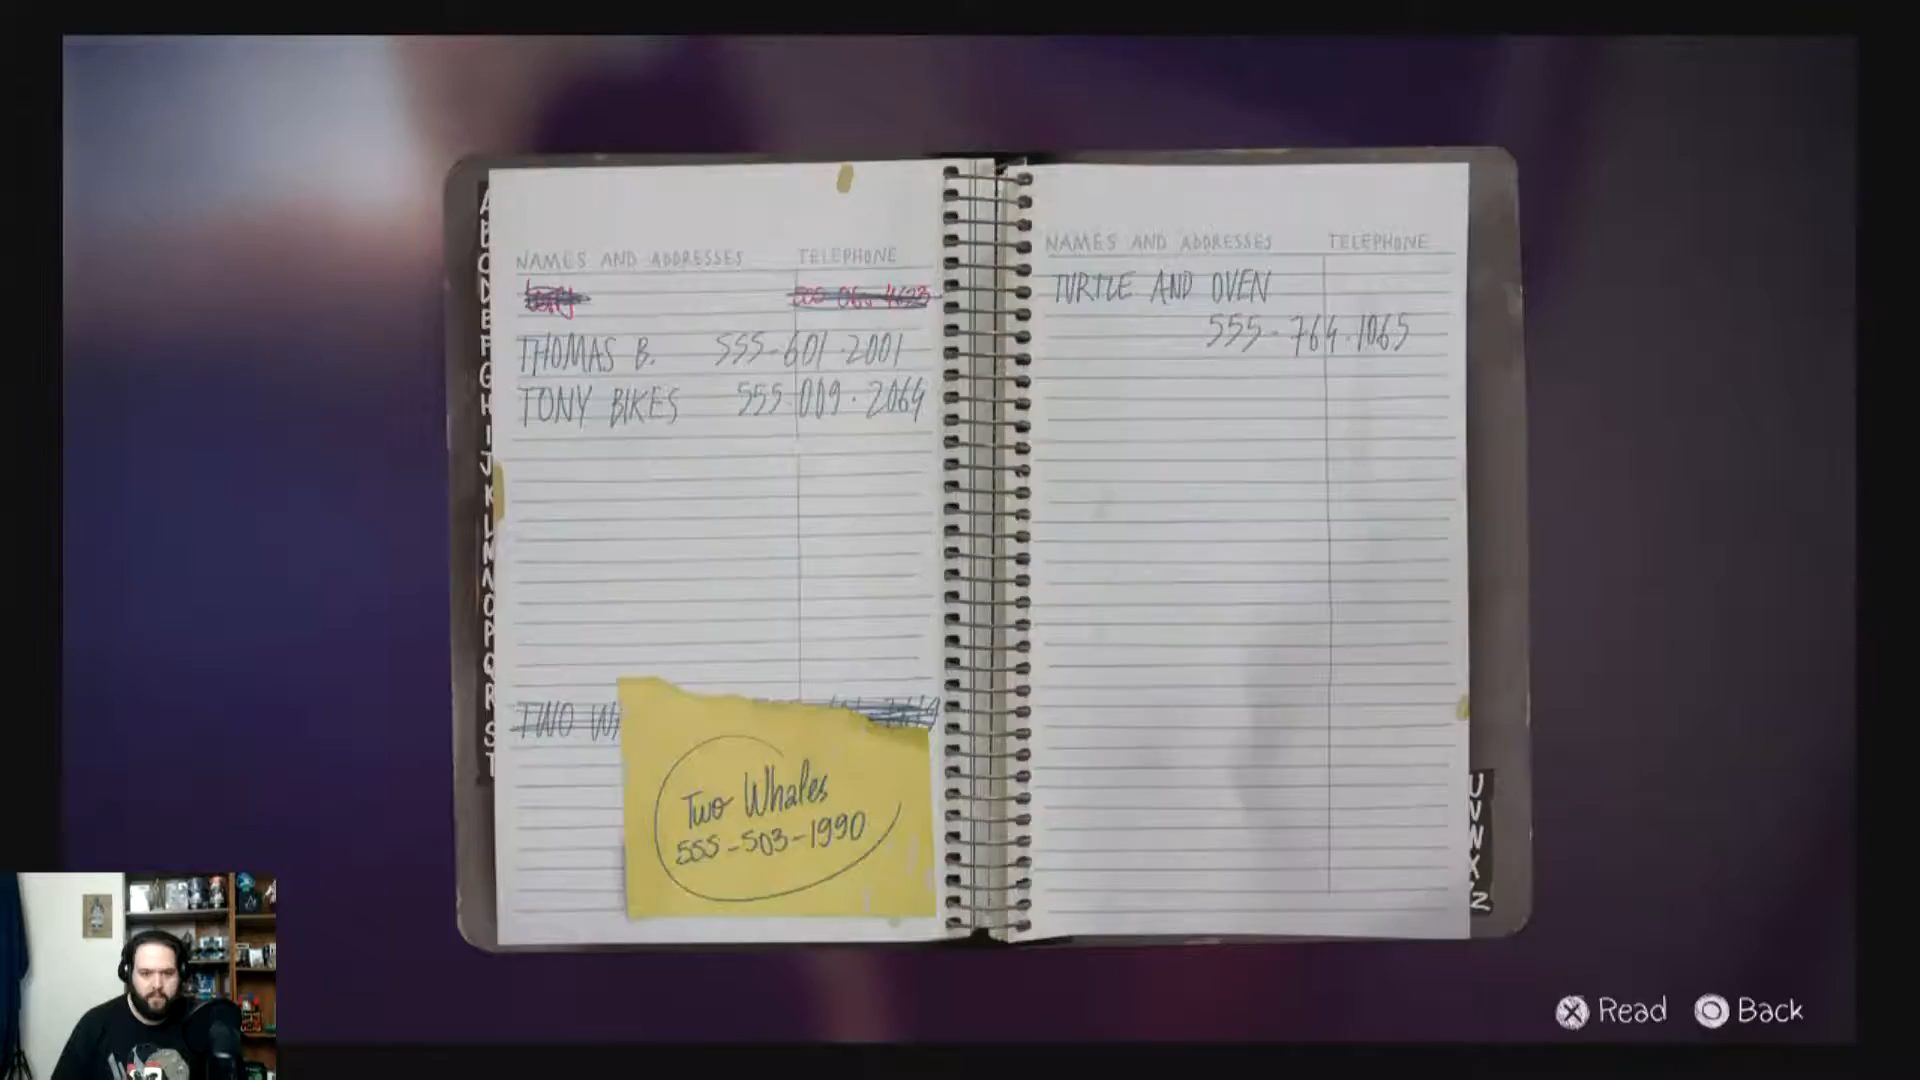 A
B
C
D
E
F
G
H
I
J
K
L
M
N
O
P
Q
R
S
T
NAMES AND ADDRESSES TELEPHONE
THOMAS B. 555-601-2001
TONY BIKES 555-009-2064
TWO
Two Whales
555-503-1990
NAMES AND ADDRESSES TELEPHONE
TURTLE AND OVEN
555-764-1065
U
V
W
X
Y
Z
Read Back